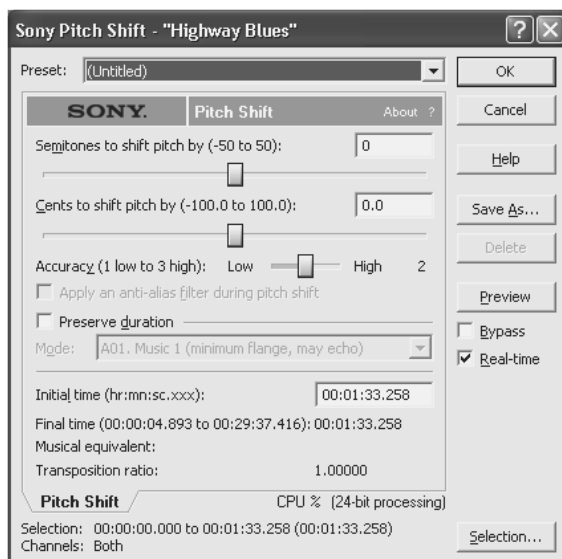 Sony Pitch Shift - "Highway Blues"
Preset: (Untitled)
OK
SONY. Pitch Shift About ?
Cancel
Semitones to shift pitch by (-50 to 50): 0
Help
Cents to shift pitch by (-100.0 to 100.0): 0.0
Save As...
Delete
Accuracy (1 low to 3 high): Low High 2
Apply an anti-alias filter during pitch shift
Preview
Preserve duration
Bypass
Mode: A01. Music 1 (minimum flange, may echo)
Real-time
Initial time (hr:mn:sc.xxx): 00:01:33.258
Final time (00:00:04.893 to 00:29:37.416): 00:01:33.258
Musical equivalent:
Transposition ratio: 1.00000
Pitch Shift CPU % (24-bit processing)
Selection: 00:00:00.000 to 00:01:33.258 (00:01:33.258)
Channels: Both
Selection...